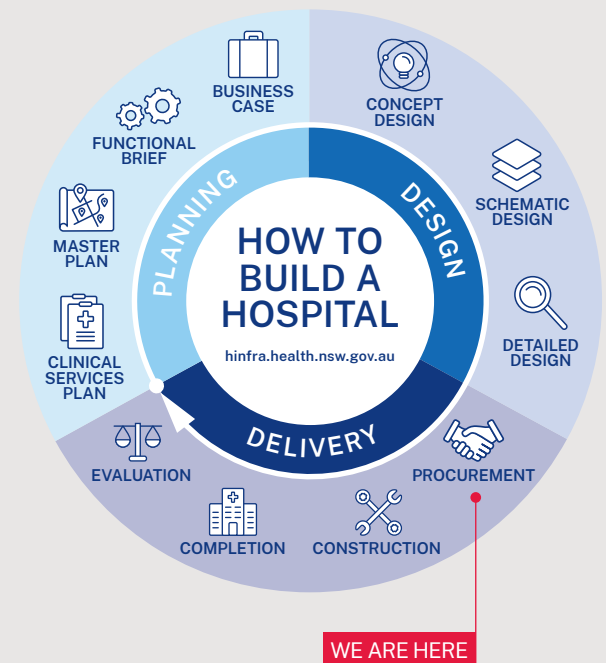 HOW TO
BUILD A
HOSPITAL
hinfra.health.nsw.gov.au
PLANNING
CLINICAL
SERVICES
PLAN
MASTER
PLAN
FUNCTIONAL
BRIEF
BUSINESS
CASE
DESIGN
CONCEPT
DESIGN
SCHEMATIC
DESIGN
DETAILED
DESIGN
DELIVERY
PROCUREMENT
CONSTRUCTION
COMPLETION
EVALUATION
WE ARE HERE